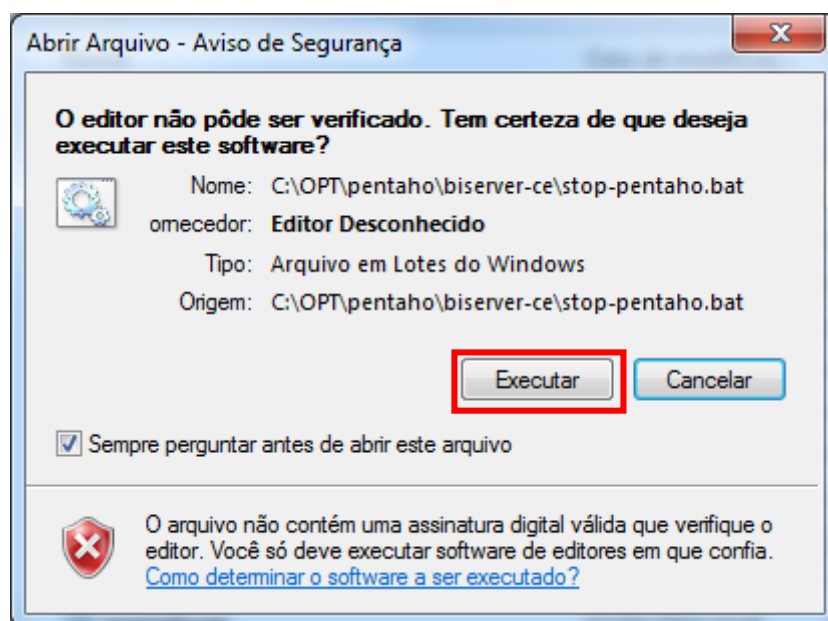 Abrir Arquivo - Aviso de Segurança
O editor não pôde ser verificado. Tem certeza de que deseja
executar este software?
Nome: C:\OPT\pentaho\biserver-ce\stop-pentaho.bat
ornecedor: Editor Desconhecido
Tipo: Arquivo em Lotes do Windows
Origem: C:\OPT\pentaho\biserver-ce\stop-pentaho.bat
Executar Cancelar
Sempre perguntar antes de abrir este arquivo
O arquivo não contém uma assinatura digital válida que verifique o
editor. Você só deve executar software de editores em que confia.
Como determinar o software a ser executado?